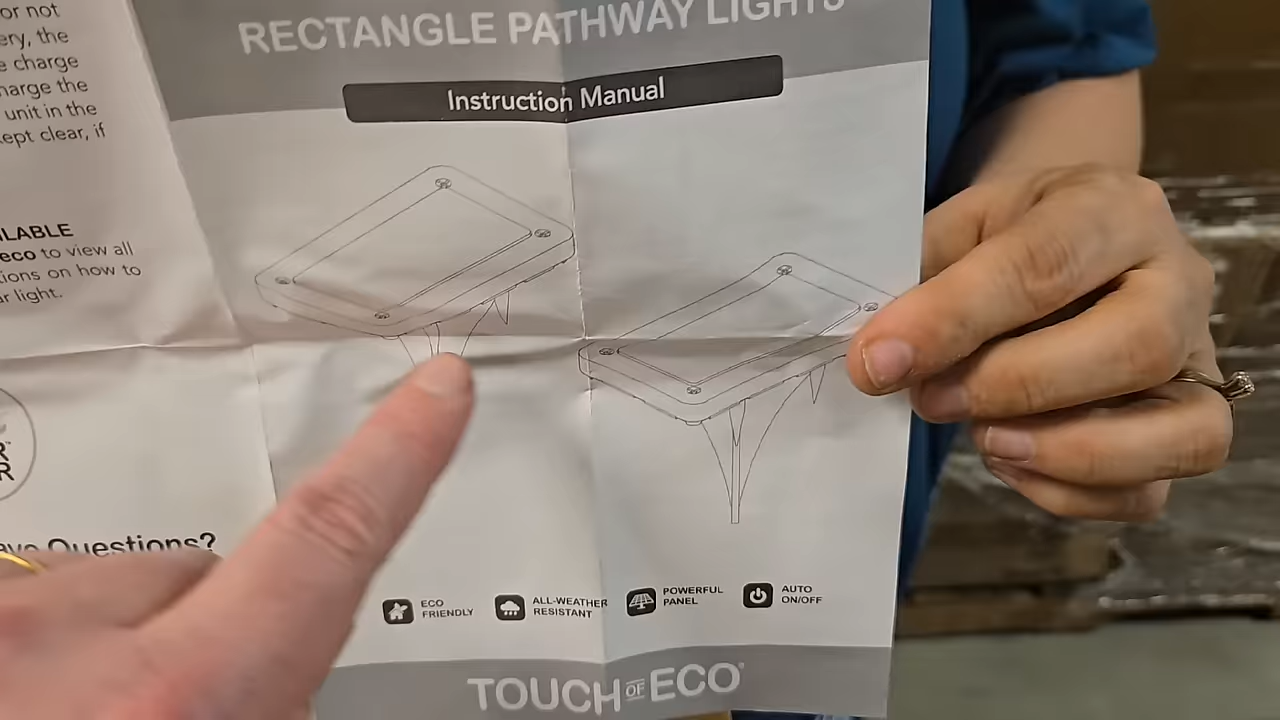 or not
ery, the
e charge
harge the
unit in the
ept clear, if
ILABLE
eco to view all
ions on how to
r light.
R
R
Questions?
RECTANGLE PATHWAY LIGHTS
Instruction Manual
ECO
FRIENDLY
ALL-WEATHER
RESISTANT
POWERFUL
PANEL
AUTO
ON/OFF
TOUCH OF ECO